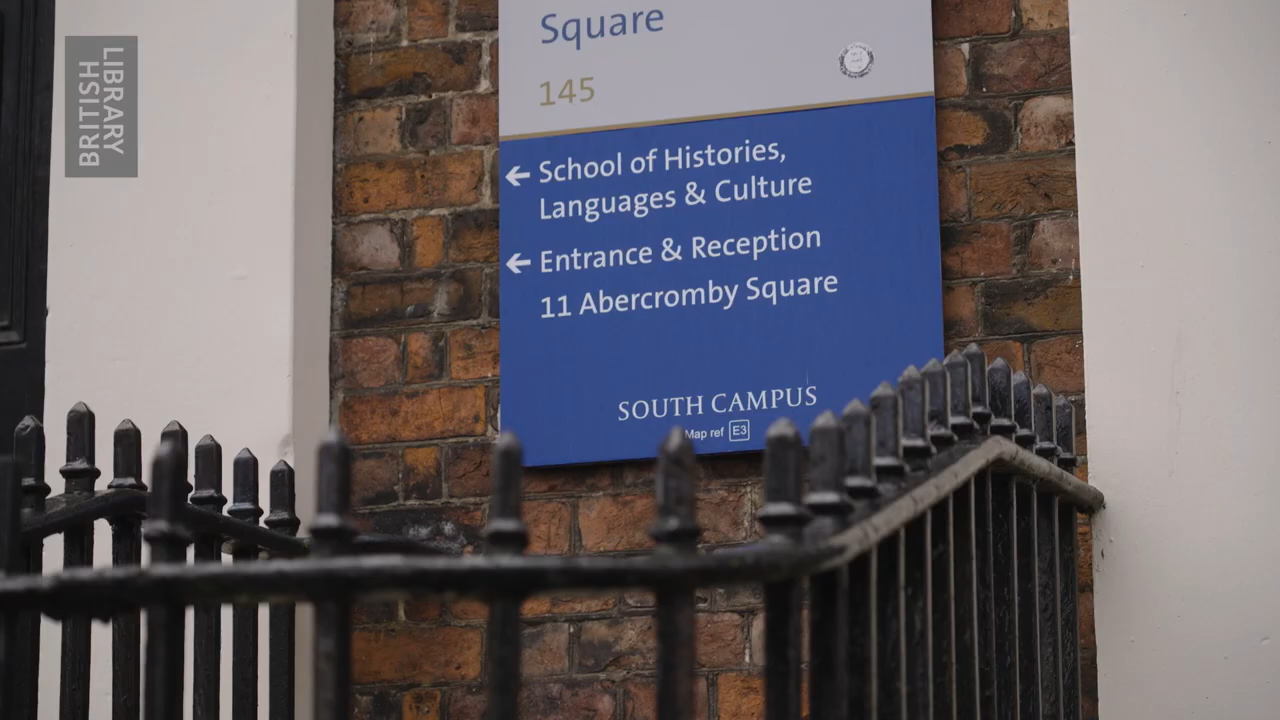 LIBRARY
BRITISH
Square
145
School of Histories,
Languages & Culture
Entrance & Reception
11 Abercromby Square
SOUTH CAMPUS
Map ref E3